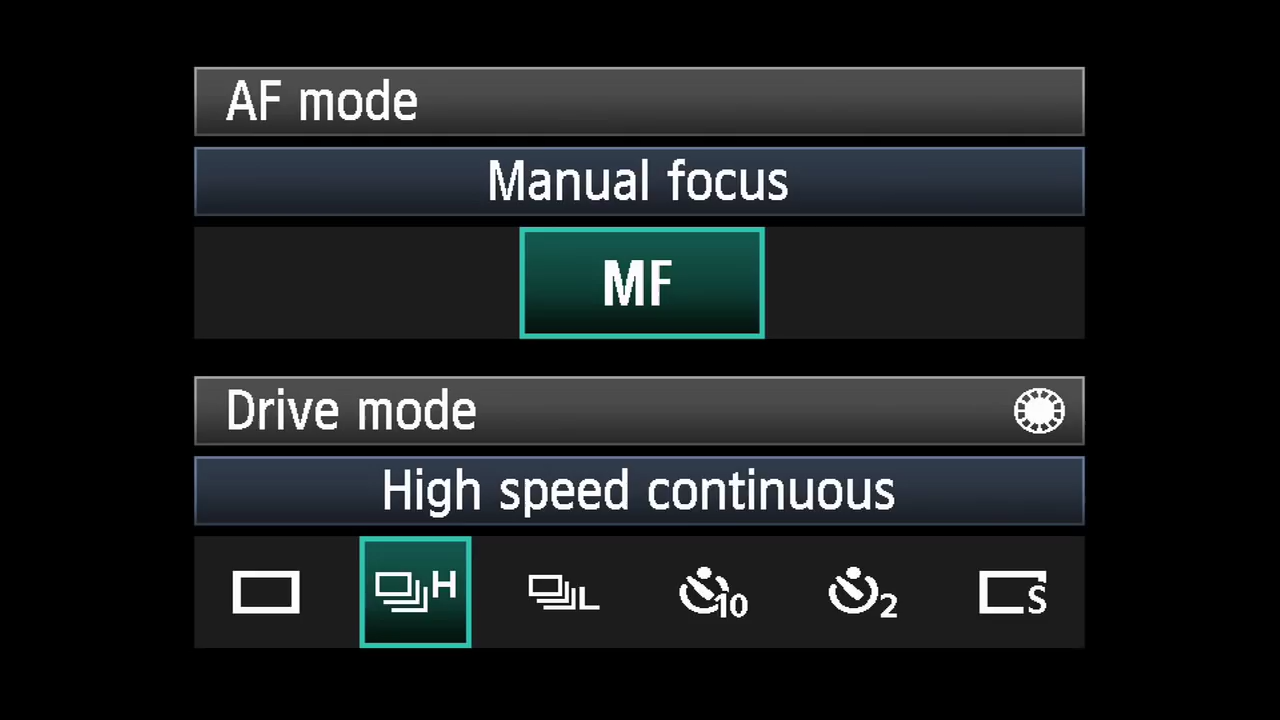 AF mode
Manual focus
MF
Drive mode
High speed continuous
H L 10 2 S